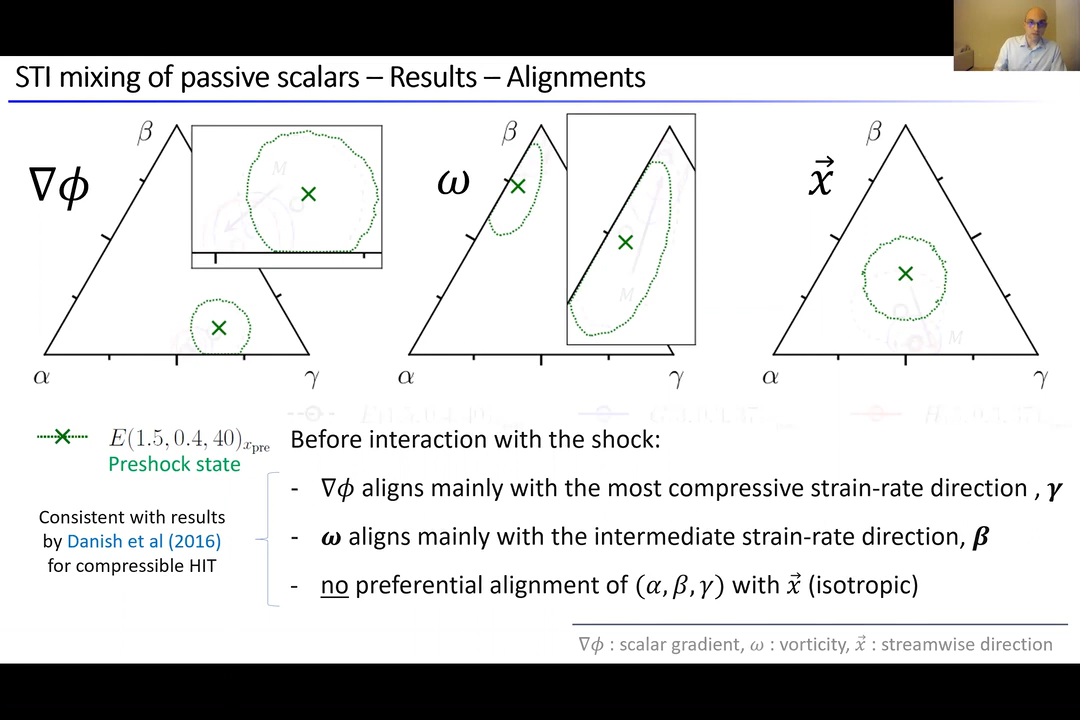 STI mixing of passive scalars – Results – Alignments
∇ϕ
β
α
γ
ω
β
α
γ
x⃗
β
α
γ
E(1.5, 0.4, 40)xpre
Preshock state
Consistent with results
by Danish et al (2016)
for compressible HIT
Before interaction with the shock:
- ∇ϕ aligns mainly with the most compressive strain-rate direction , γ
- ω aligns mainly with the intermediate strain-rate direction, β
- no preferential alignment of (α, β, γ) with x⃗ (isotropic)
∇ϕ : scalar gradient, ω : vorticity, x⃗ : streamwise direction